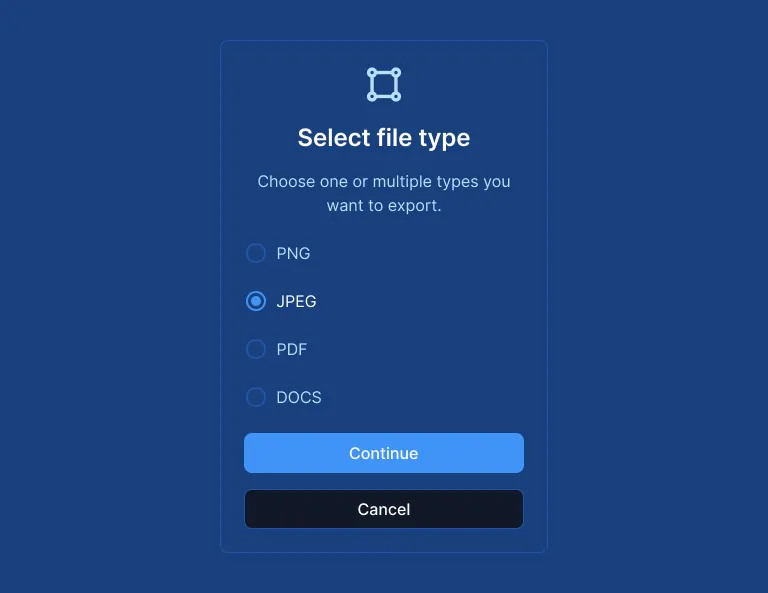 Select file type
Choose one or multiple types you
want to export.
PNG
JPEG
PDF
DOCS
Continue
Cancel